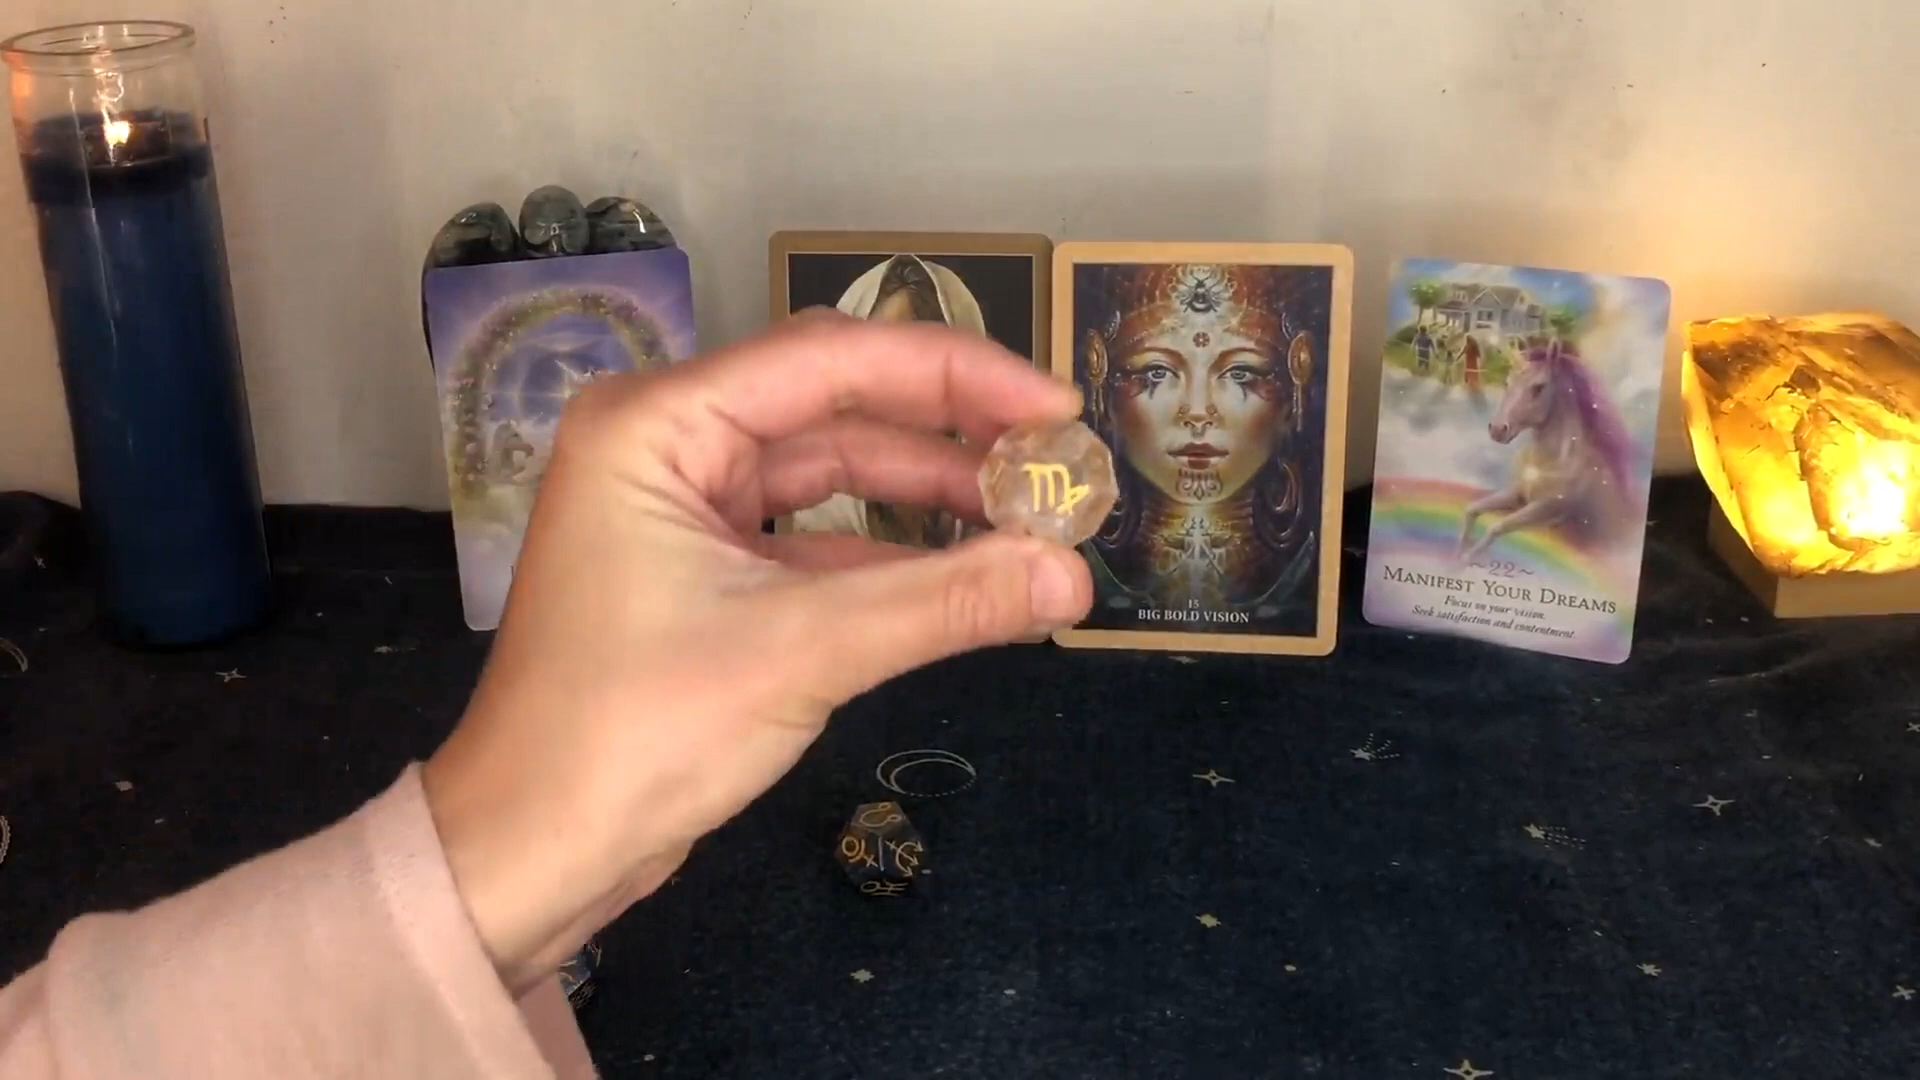 15
BIG BOLD VISION
~22~
MANIFEST YOUR DREAMS
Focus on your vision.
Seek satisfaction and contentment.